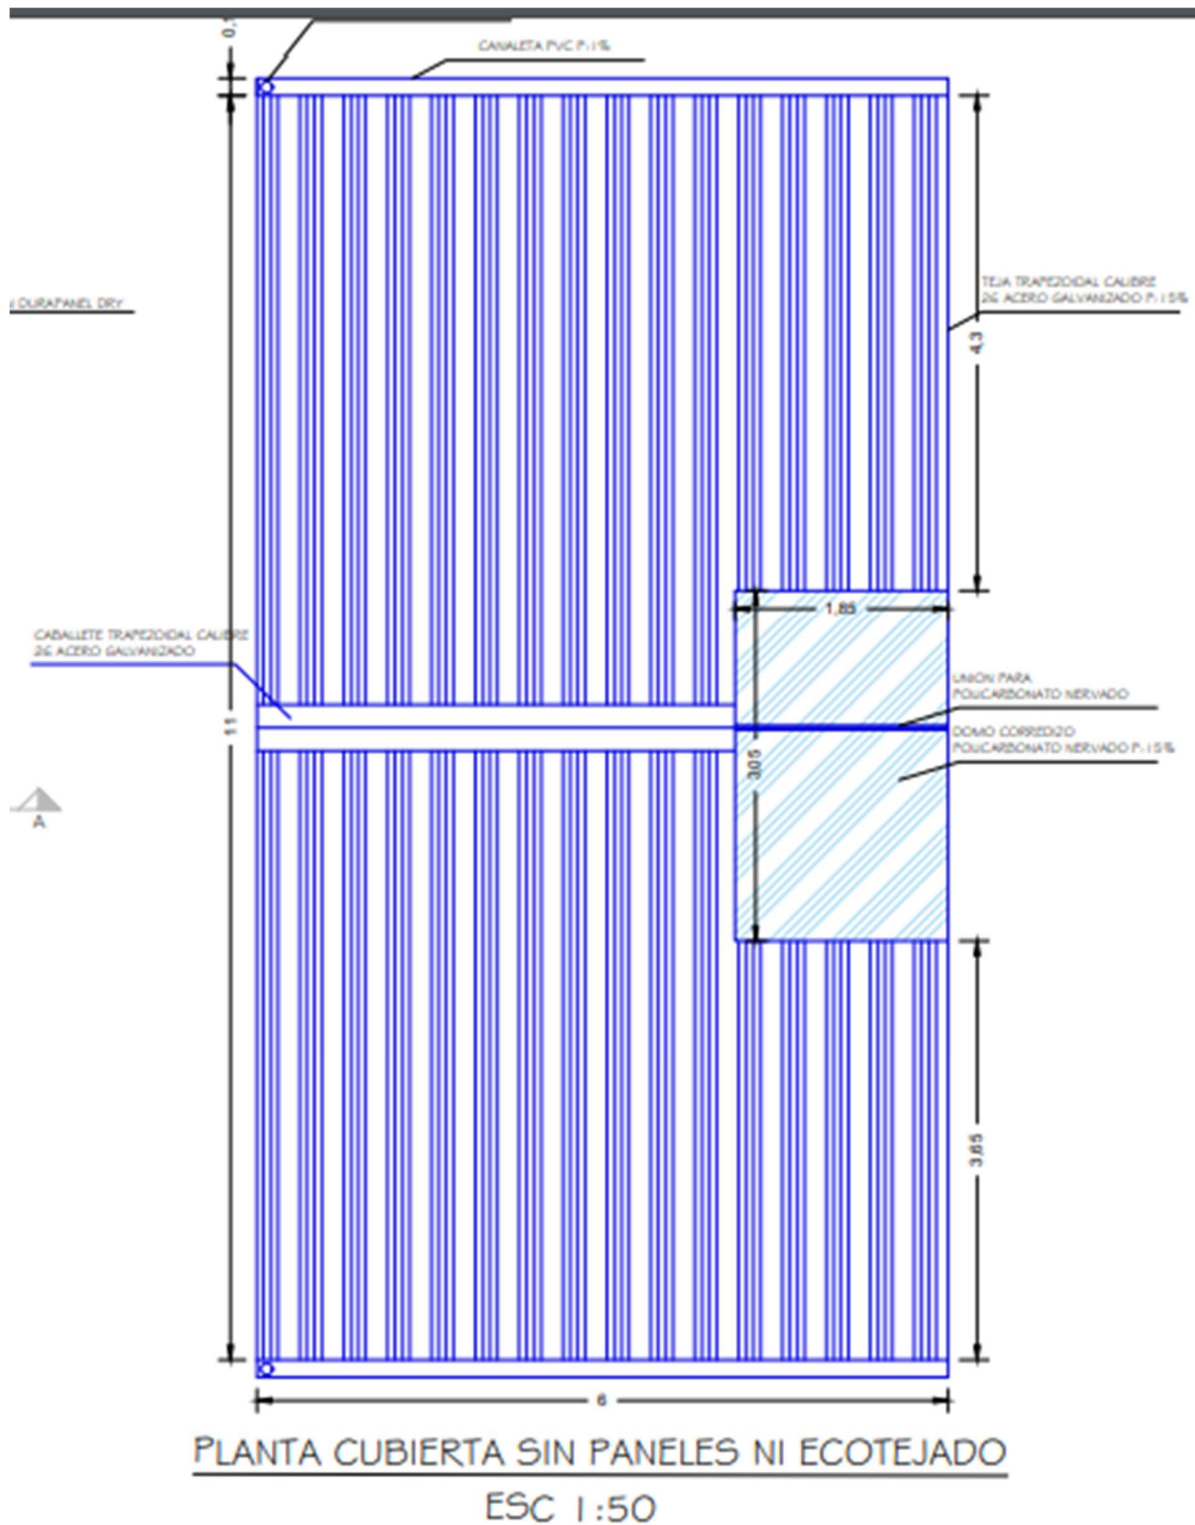 0,1
CANALETA PVC P:1%
TEJA TRAPEZOIDAL CALIBRE
26 ACERO GALVANIZADO P:15%
DURAPANEL DRY
4,3
1,85
CABALLETE TRAPEZOIDAL CALIBRE
26 ACERO GALVANIZADO
UNION PARA
POLICARBONATO NERVADO
11
DOMO CORREDIZO
POLICARBONATO NERVADO P:15%
3,05
A
3,65
6
PLANTA CUBIERTA SIN PANELES NI ECOTEJADO
ESC 1:50